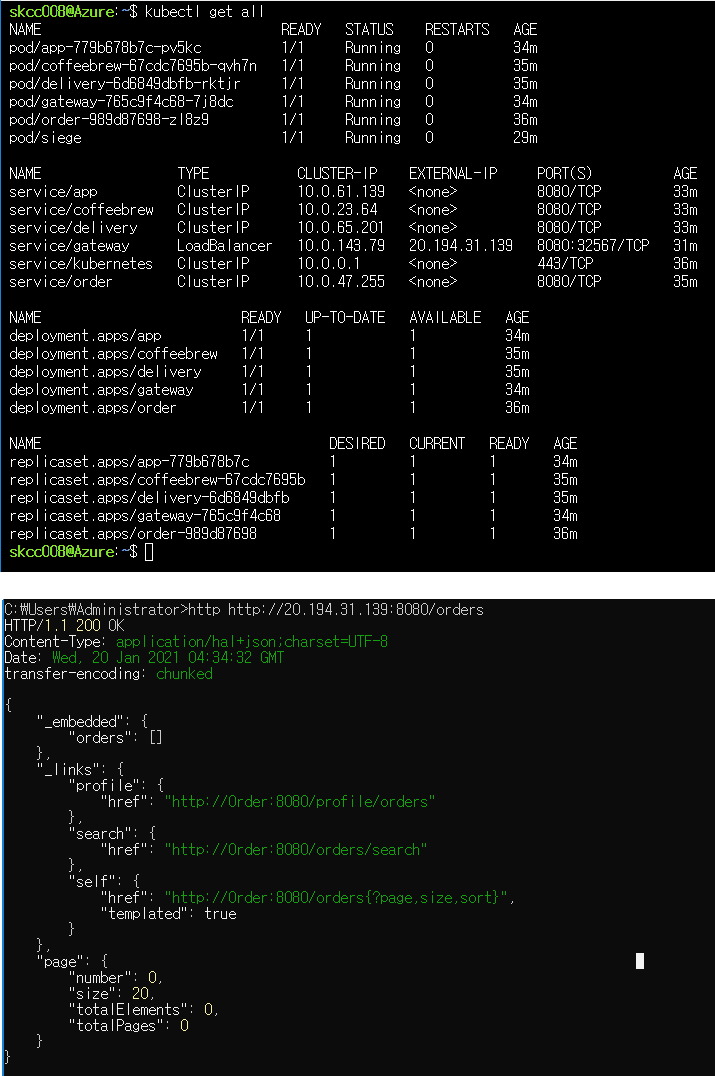 skcc008@Azure:~$ kubectl get all
NAME READY STATUS RESTARTS AGE
pod/app-779b678b7c-pv5kc 1/1 Running 0 34m
pod/coffeebrew-67cdc7695b-qvh7n 1/1 Running 0 35m
pod/delivery-6d6849dbfb-rktjr 1/1 Running 0 35m
pod/gateway-765c9f4c68-7j8dc 1/1 Running 0 34m
pod/order-989d87698-zl8z9 1/1 Running 0 36m
pod/siege 1/1 Running 0 29m
NAME TYPE CLUSTER-IP EXTERNAL-IP PORT(S) AGE
service/app ClusterIP 10.0.61.139 <none> 8080/TCP 33m
service/coffeebrew ClusterIP 10.0.23.64 <none> 8080/TCP 33m
service/delivery ClusterIP 10.0.65.201 <none> 8080/TCP 33m
service/gateway LoadBalancer 10.0.143.79 20.194.31.139 8080:32567/TCP 31m
service/kubernetes ClusterIP 10.0.0.1 <none> 443/TCP 36m
service/order ClusterIP 10.0.47.255 <none> 8080/TCP 35m
NAME READY UP-TO-DATE AVAILABLE AGE
deployment.apps/app 1/1 1 1 34m
deployment.apps/coffeebrew 1/1 1 1 35m
deployment.apps/delivery 1/1 1 1 35m
deployment.apps/gateway 1/1 1 1 34m
deployment.apps/order 1/1 1 1 36m
NAME DESIRED CURRENT READY AGE
replicaset.apps/app-779b678b7c 1 1 1 34m
replicaset.apps/coffeebrew-67cdc7695b 1 1 1 35m
replicaset.apps/delivery-6d6849dbfb 1 1 1 35m
replicaset.apps/gateway-765c9f4c68 1 1 1 34m
replicaset.apps/order-989d87698 1 1 1 36m
skcc008@Azure:~$
C:₩Users₩Administrator>http http://20.194.31.139:8080/orders
HTTP/1.1 200 OK
Content-Type: application/hal+json;charset=UTF-8
Date: Wed, 20 Jan 2021 04:34:32 GMT
transfer-encoding: chunked
{
"_embedded": {
"orders": []
},
"_links": {
"profile": {
"href": "http://Order:8080/profile/orders"
},
"search": {
"href": "http://Order:8080/orders/search"
},
"self": {
"href": "http://Order:8080/orders{?page,size,sort}",
"templated": true
}
},
"page": {
"number": 0,
"size": 20,
"totalElements": 0,
"totalPages": 0
}
}